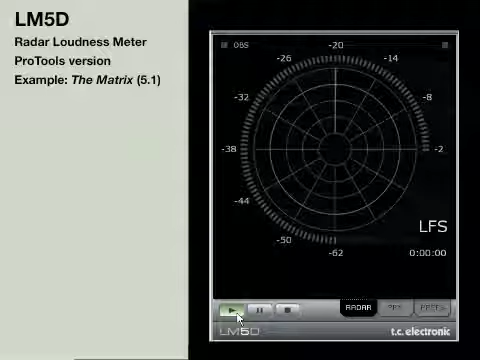 LM5D
Radar Loudness Meter
ProTools version
Example: The Matrix (5.1)
OBS
-20
-26
-14
-32
-8
-38
-2
-44
LFS
-50
-62
0:00:00
RADAR
LM5D
t.c. electronic